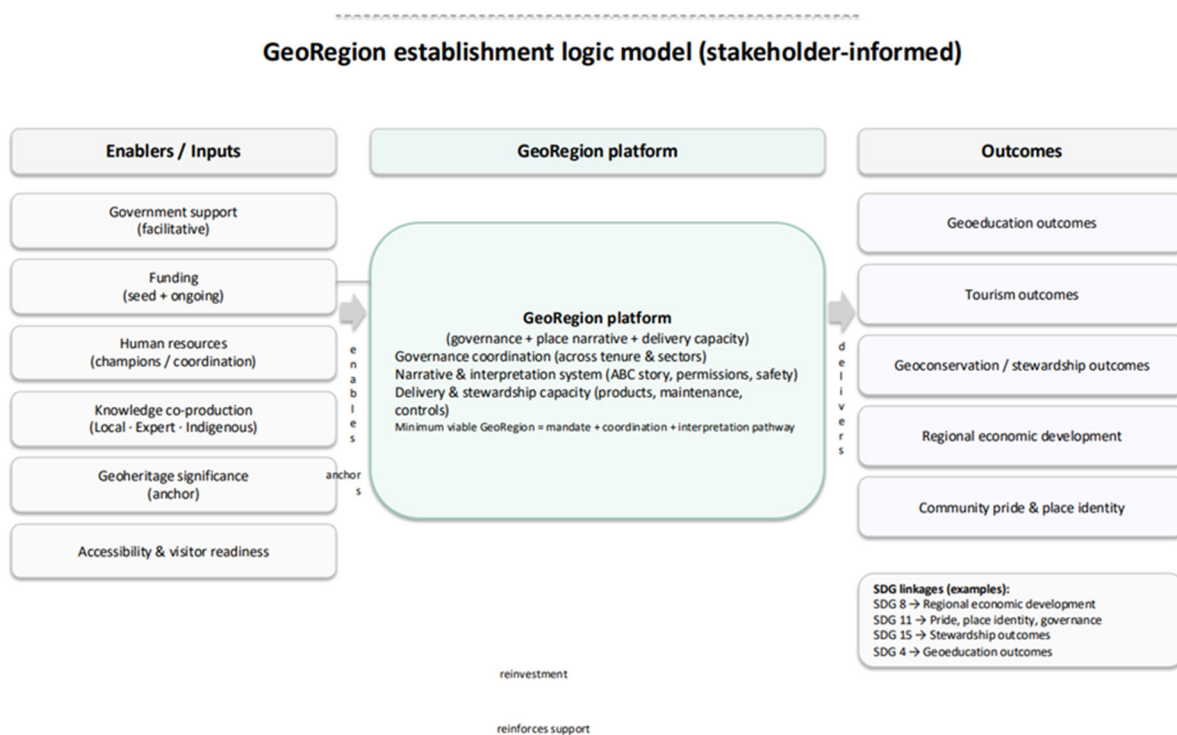 GeoRegion establishment logic model (stakeholder-informed)
Enablers / Inputs
Government support
(facilitative)
Funding
(seed + ongoing)
Human resources
(champions / coordination)
Knowledge co-production
(Local · Expert · Indigenous)
Geoheritage significance
(anchor)
Accessibility & visitor readiness
enables
anchor
s
GeoRegion platform
GeoRegion platform
(governance + place narrative + delivery capacity)
Governance coordination (across tenure & sectors)
Narrative & interpretation system (ABC story, permissions, safety)
Delivery & stewardship capacity (products, maintenance,
controls)
Minimum viable GeoRegion = mandate + coordination + interpretation pathway
delivers
Outcomes
Geoeducation outcomes
Tourism outcomes
Geoconservation / stewardship outcomes
Regional economic development
Community pride & place identity
SDG linkages (examples):
SDG 8 → Regional economic development
SDG 11 → Pride, place identity, governance
SDG 15 → Stewardship outcomes
SDG 4 → Geoeducation outcomes
reinvestment
reinforces support